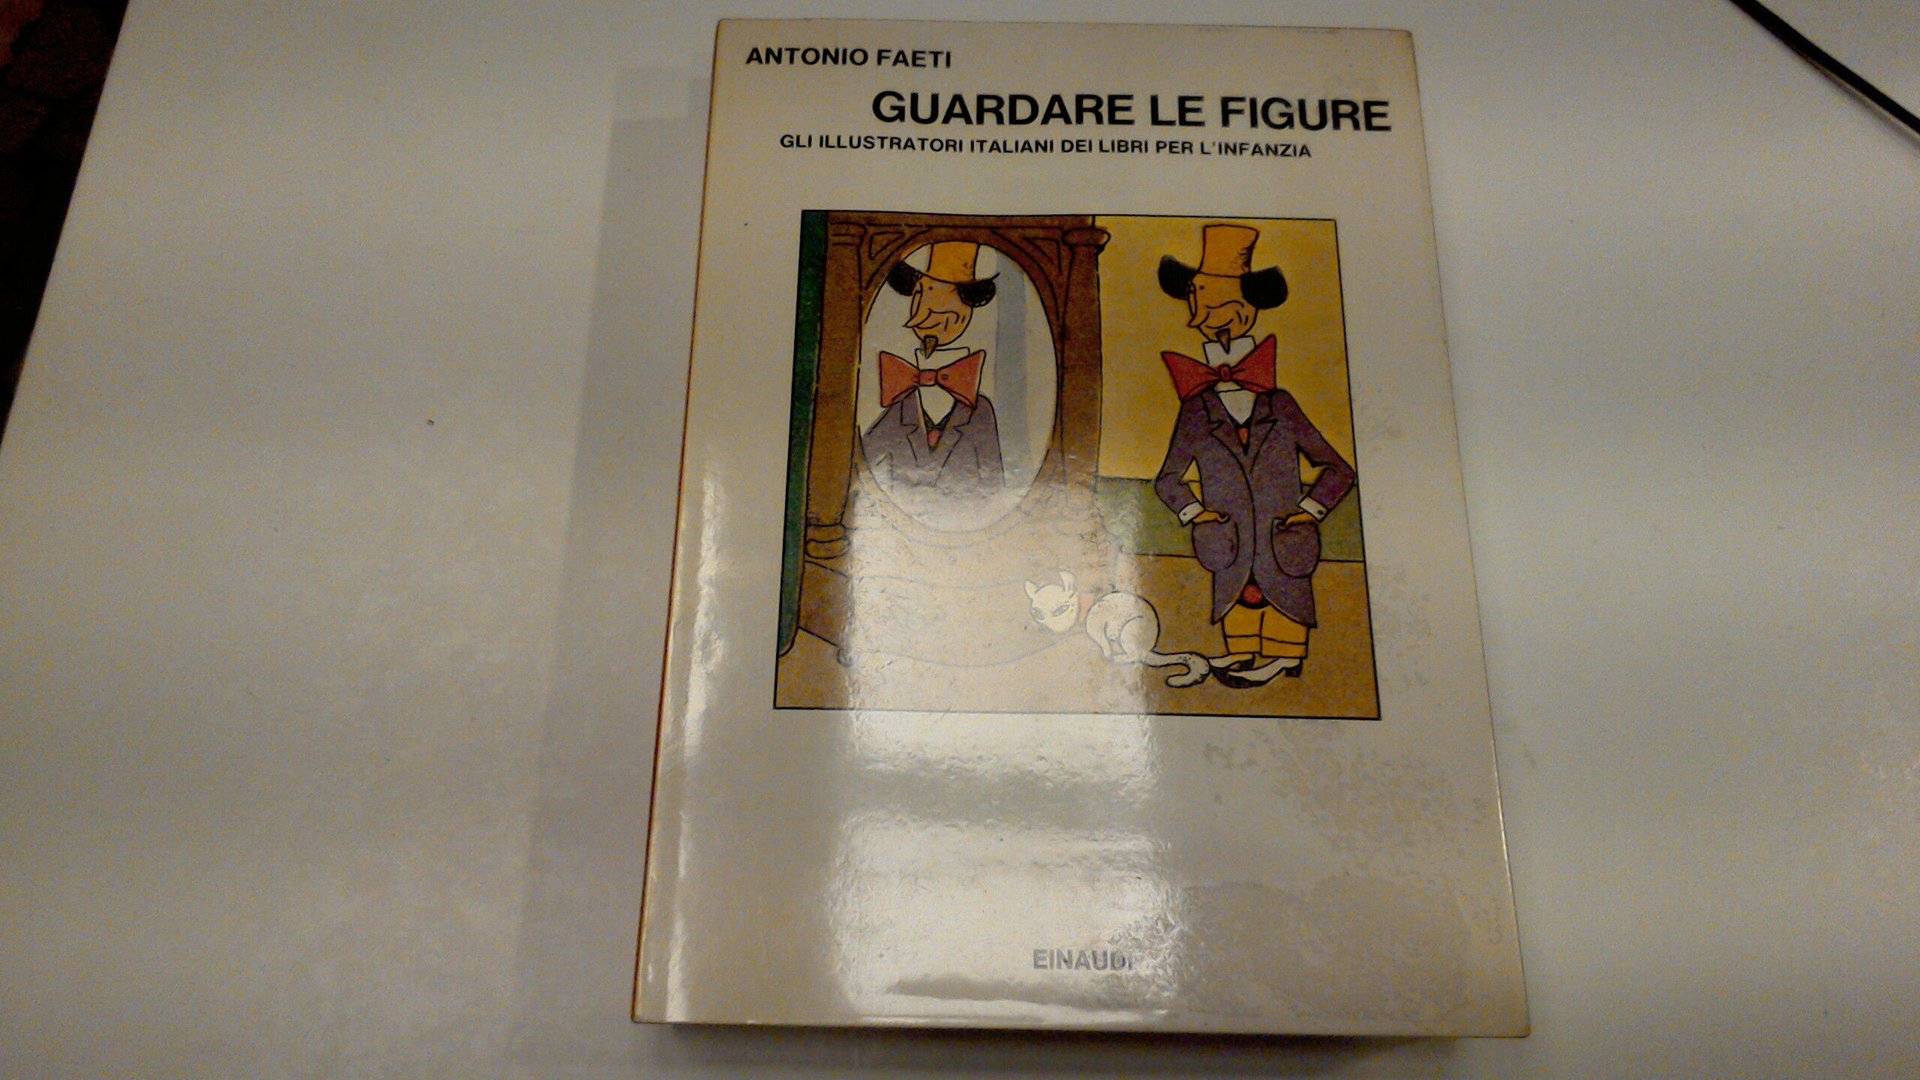 ANTONIO FAETI
GUARDARE LE FIGURE
GLI ILLUSTRATORI ITALIANI DEI LIBRI PER L'INFANZIA
EINAUDI